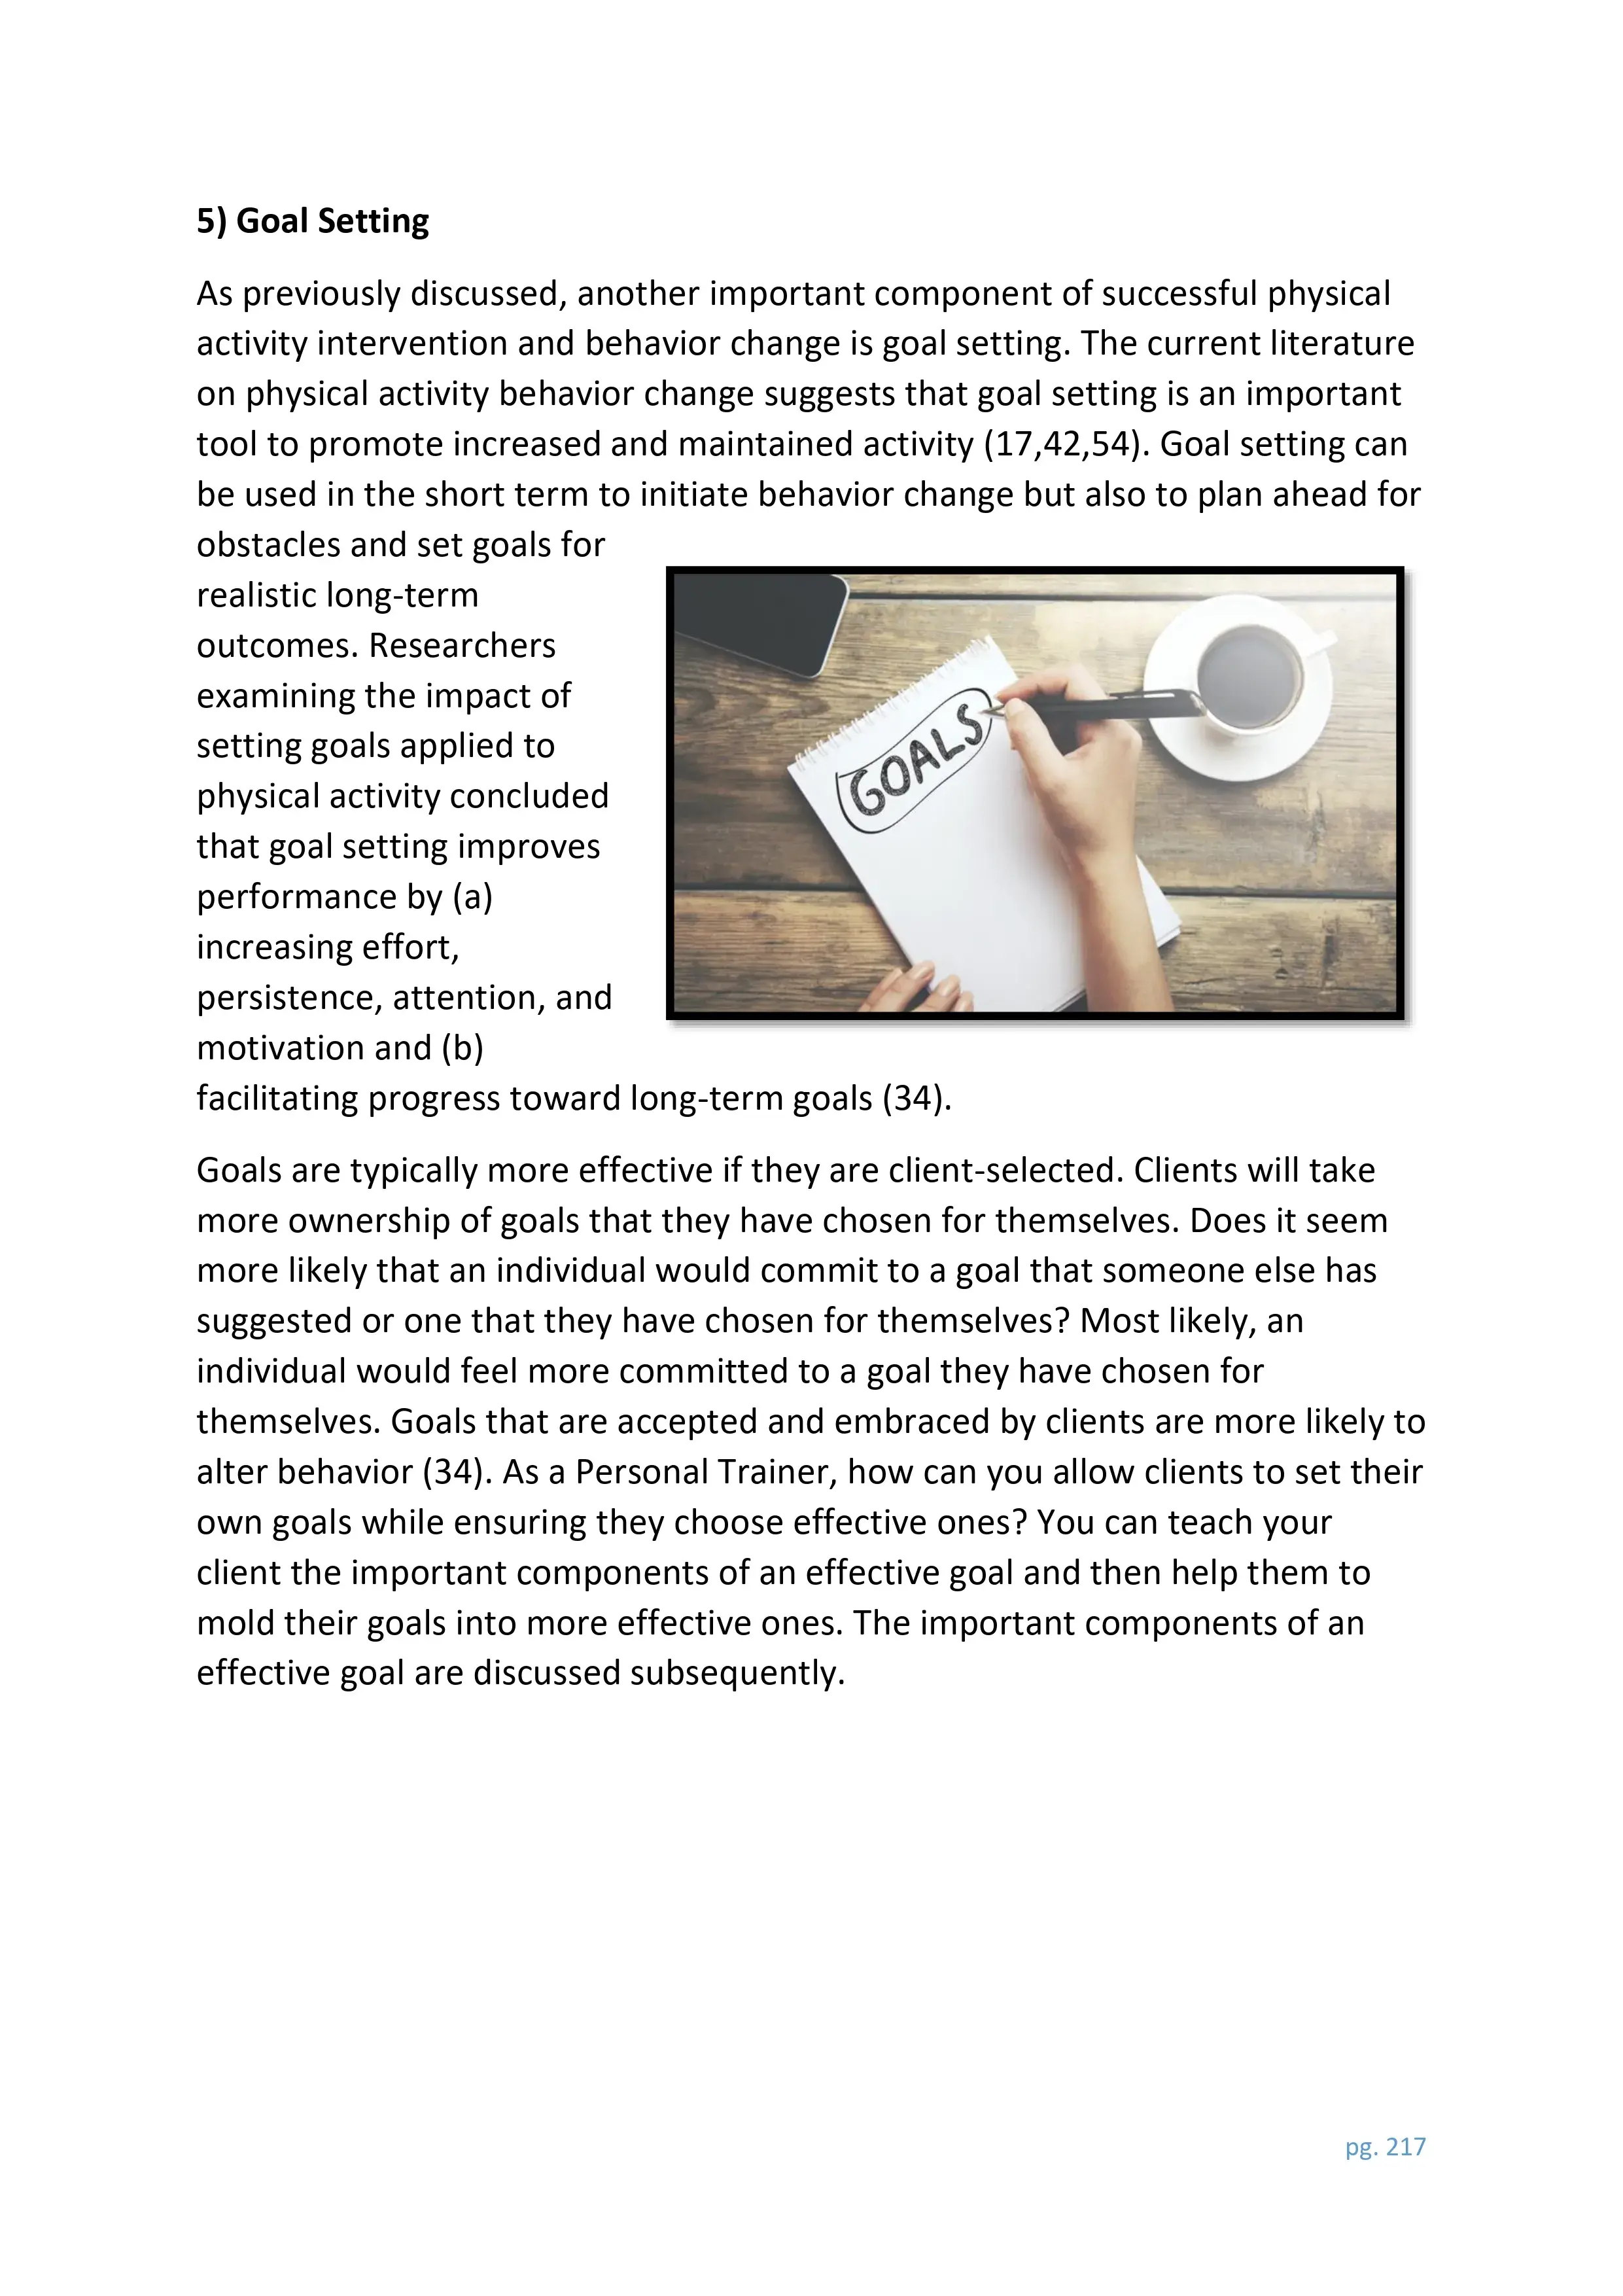 5) Goal Setting
As previously discussed, another important component of successful physical
activity intervention and behavior change is goal setting. The current literature
on physical activity behavior change suggests that goal setting is an important
tool to promote increased and maintained activity (17,42,54). Goal setting can
be used in the short term to initiate behavior change but also to plan ahead for
obstacles and set goals for
realistic long-term
outcomes. Researchers
examining the impact of
setting goals applied to
physical activity concluded
that goal setting improves
performance by (a)
increasing effort,
persistence, attention, and
motivation and (b)
facilitating progress toward long-term goals (34).
GOALS
Goals are typically more effective if they are client-selected. Clients will take
more ownership of goals that they have chosen for themselves. Does it seem
more likely that an individual would commit to a goal that someone else has
suggested or one that they have chosen for themselves? Most likely, an
individual would feel more committed to a goal they have chosen for
themselves. Goals that are accepted and embraced by clients are more likely to
alter behavior (34). As a Personal Trainer, how can you allow clients to set their
own goals while ensuring they choose effective ones? You can teach your
client the important components of an effective goal and then help them to
mold their goals into more effective ones. The important components of an
effective goal are discussed subsequently.
pg. 217